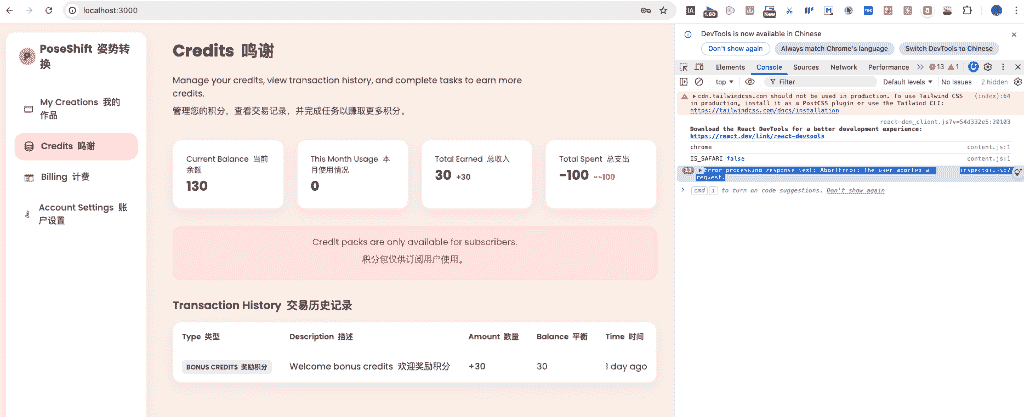 localhost:3000
PoseShift 姿势转
换
My Creations 我的
作品
Credits 鸣谢
Billing 计费
Account Settings 账
户设置
Credits 鸣谢
Manage your credits, view transaction history, and complete tasks to earn more
credits.
管理您的积分，查看交易记录，并完成任务以赚取更多积分。
Current Balance 当前
余额
130
This Month Usage 本
月使用情况
0
Total Earned 总收入
30 +30
Total Spent 总支出
-100 --100
Credit packs are only available for subscribers.
积分包仅供订阅用户使用。
Transaction History 交易历史记录
Type 类型 Description 描述 Amount 数量 Balance 平衡 Time 时间
BONUS CREDITS 奖励积分 Welcome bonus credits 欢迎奖励积分 +30 30 1 day ago
DevTools is now available in Chinese
Don't show again Always match Chrome's language Switch DevTools to Chinese
Elements Console Sources Network Performance 13 1
top Filter Default levels No Issues 2 hidden
cdn.tailwindcss.com should not be used in production. To use Tailwind CSS (index):64
in production, install it as a PostCSS plugin or use the Tailwind CLI:
https://tailwindcss.com/docs/installation
react-dom_client.js?v=54d332e5:20103
Download the React DevTools for a better development experience:
https://react.dev/link/react-devtools
chrome content.js:1
IS_SAFARI false content.js:1
Error processing response text: AbortError: The user aborted a
request.
cmd i to turn on code suggestions. Don't show again